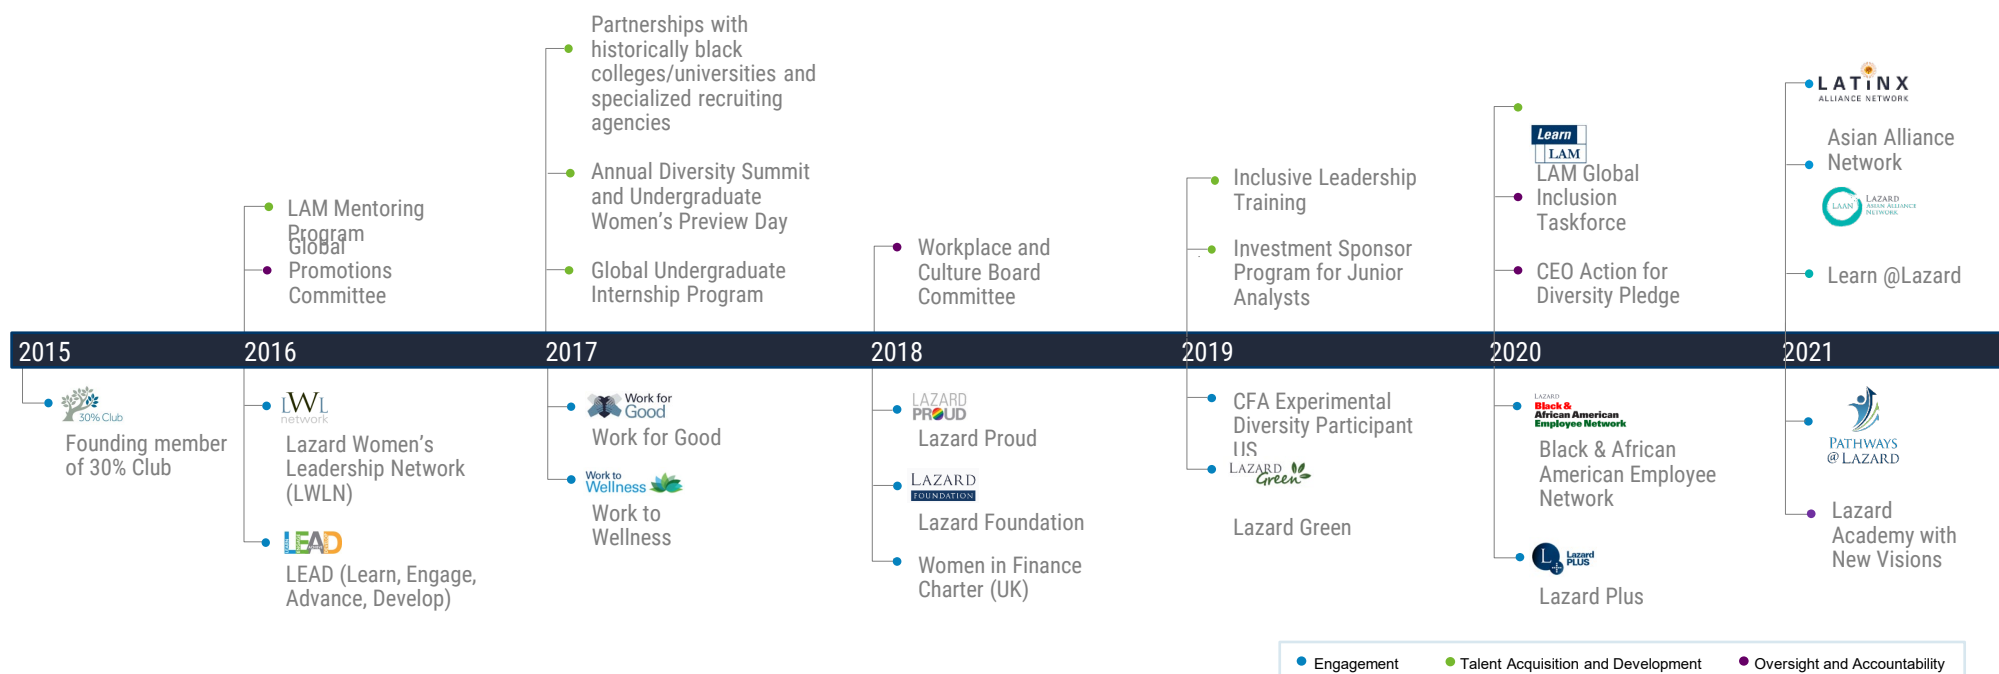 Partnerships with
historically black
colleges/universities and
specialized recruiting
agencies
Annual Diversity Summit
and Undergraduate
Women's Preview Day
Global Undergraduate
Internship Program
LAM Mentoring
Program
Global
Promotions
Committee
Workplace and
Culture Board
Committee
Inclusive Leadership
Training
Investment Sponsor
Program for Junior
Analysts
Learn
LAM
LAM Global
Inclusion
Taskforce
CEO Action for
Diversity Pledge
LATINX
ALLIANCE NETWORK
Asian Alliance
Network
LAAN
LAZARD
ASIAN ALLIANCE
NETWORK
Learn @Lazard
2015
2016
2017
2018
2019
2020
2021
30% Club
Founding member
of 30% Club
LWL
network
Lazard Women's
Leadership Network
(LWLN)
LEAD
LEAD (Learn, Engage,
Advance, Develop)
Work for
Good
Work for Good
Work to
Wellness
Work to
Wellness
LAZARD
PROUD
Lazard Proud
LAZARD
FOUNDATION
Lazard Foundation
Women in Finance
Charter (UK)
CFA Experimental
Diversity Participant
US
LAZARD
Green
Lazard Green
LAZARD
Black &
African American
Employee Network
Black & African
American Employee
Network
L
Lazard
PLUS
Lazard Plus
PATHWAYS
@ LAZARD
Lazard
Academy with
New Visions
Engagement
Talent Acquisition and Development
Oversight and Accountability